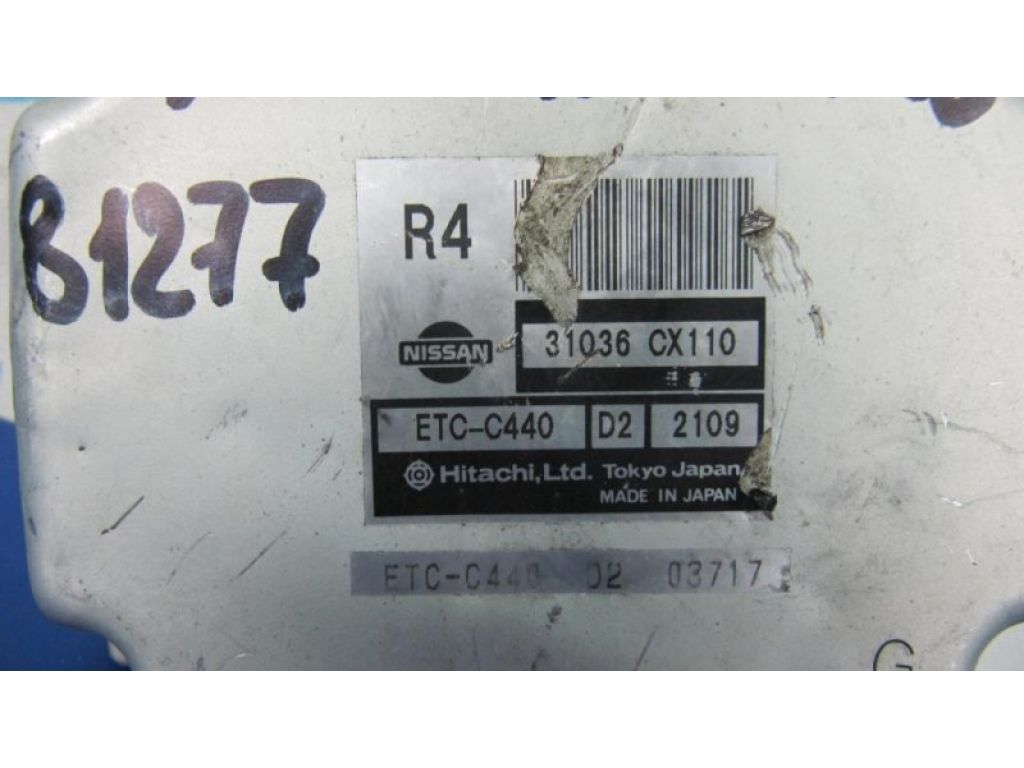 B1277
R4
NISSAN
31036 CX110
ETC-C440 D2 2109
Hitachi, Ltd. Tokyo Japan
MADE IN JAPAN
ETC-C440 D2 03717
G